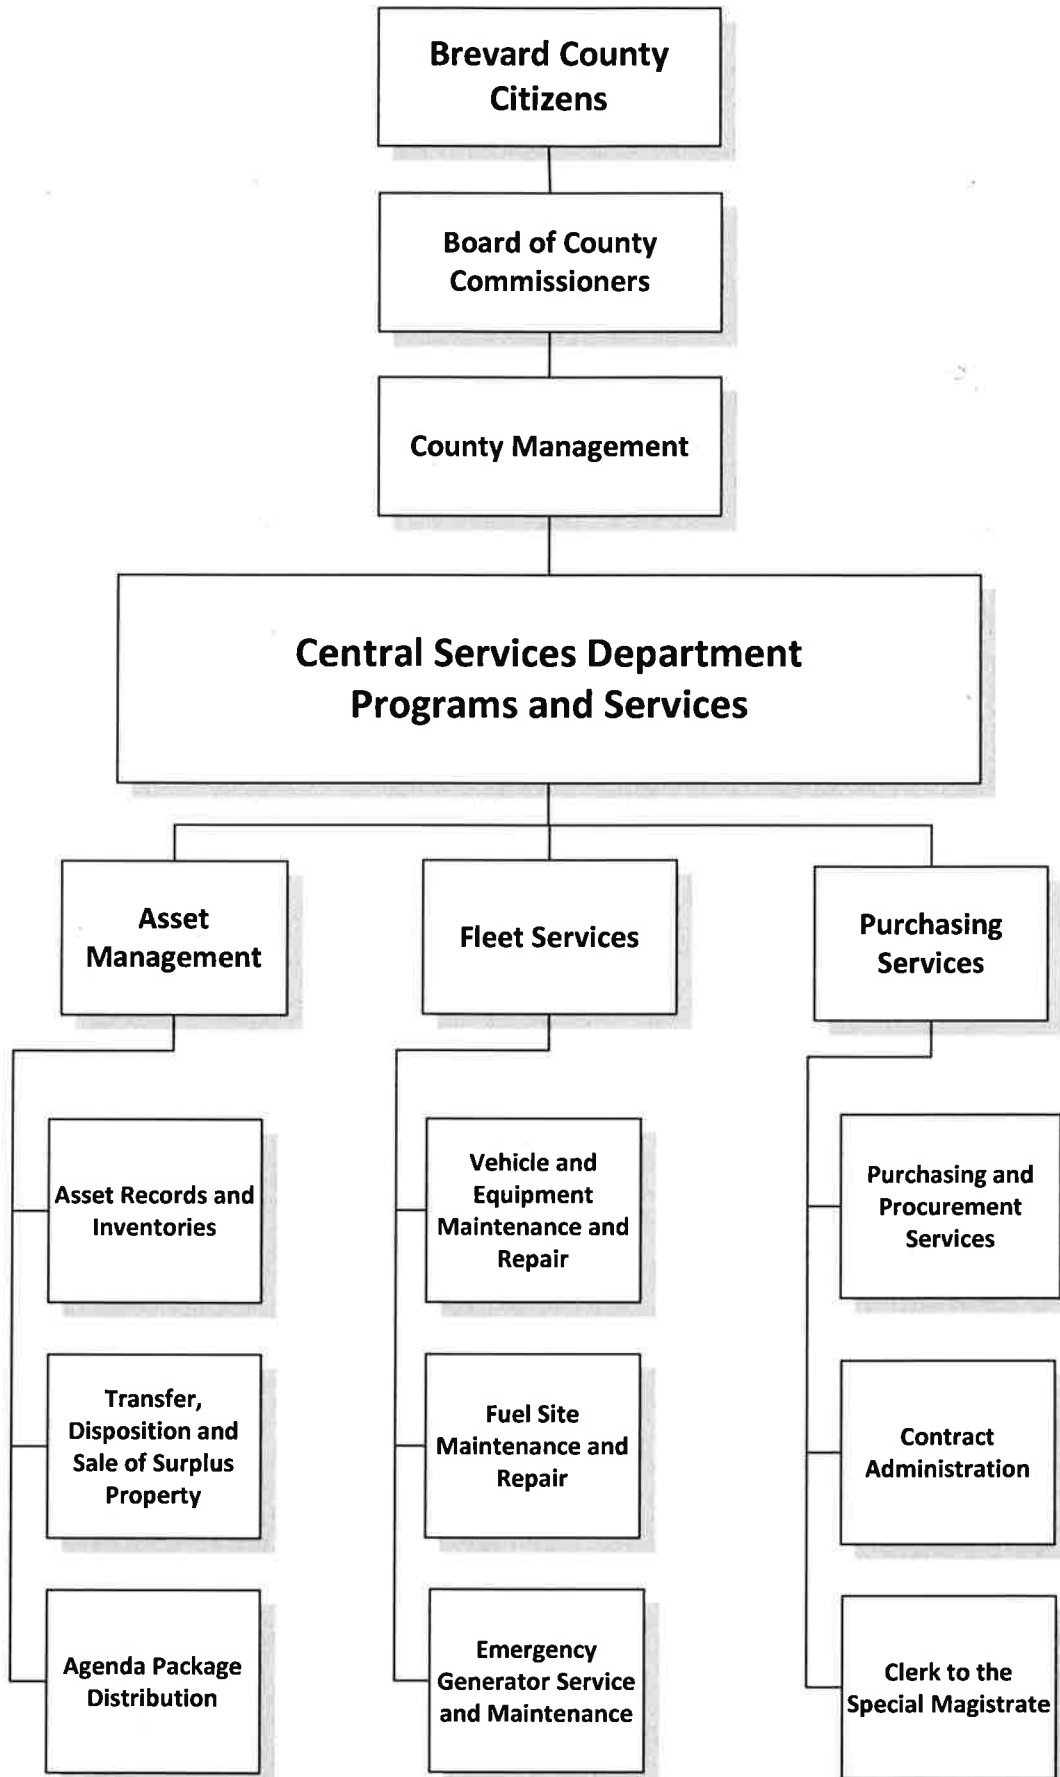 Brevard County
Citizens
Board of County
Commissioners
County Management
Central Services Department
Programs and Services
Asset
Management
Fleet Services
Purchasing
Services
Asset Records and
Inventories
Transfer,
Disposition and
Sale of Surplus
Property
Agenda Package
Distribution
Vehicle and
Equipment
Maintenance and
Repair
Fuel Site
Maintenance and
Repair
Emergency
Generator Service
and Maintenance
Purchasing and
Procurement
Services
Contract
Administration
Clerk to the
Special Magistrate